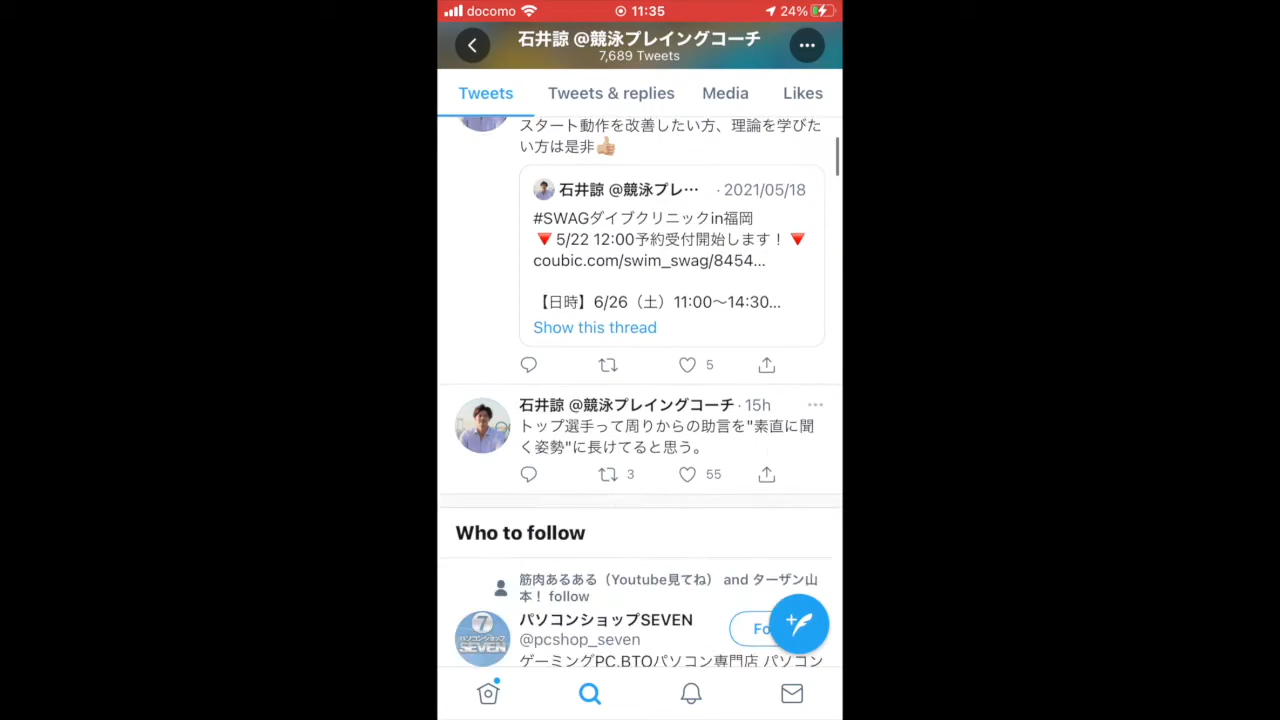 docomo 11:35 24%
石井諒 @競泳プレイングコーチ
7,689 Tweets
Tweets Tweets & replies Media Likes
スタート動作を改善したい方、理論を学びた
い方は是非👍🏼
石井諒 @競泳プレ… · 2021/05/18
#SWAGダイブクリニックin福岡
🔻5/22 12:00予約受付開始します！🔻
coubic.com/swim_swag/8454...
【日時】6/26（土）11:00〜14:30...
Show this thread
5
石井諒 @競泳プレイングコーチ · 15h
トップ選手って周りからの助言を"素直に聞
く姿勢"に長けてると思う。
3 55
Who to follow
筋肉あるある（Youtube見てね） and ターザン山
本！ follow
パソコンショップSEVEN
@pcshop_seven
ゲーミングPC,BTOパソコン専門店 パソコン
7
パソコンショップ
SEVEN